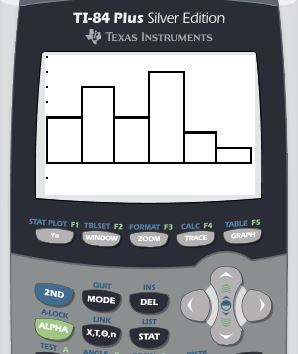 TI-84 Plus Silver Edition
TEXAS INSTRUMENTS
STAT PLOT F1 TBLSET F2 FORMAT F3 CALC F4 TABLE F5
Y= WINDOW ZOOM TRACE GRAPH
QUIT INS
2ND MODE DEL
A-LOCK LINK LIST
ALPHA X,T,Θ,n STAT
TEST A ANGLE